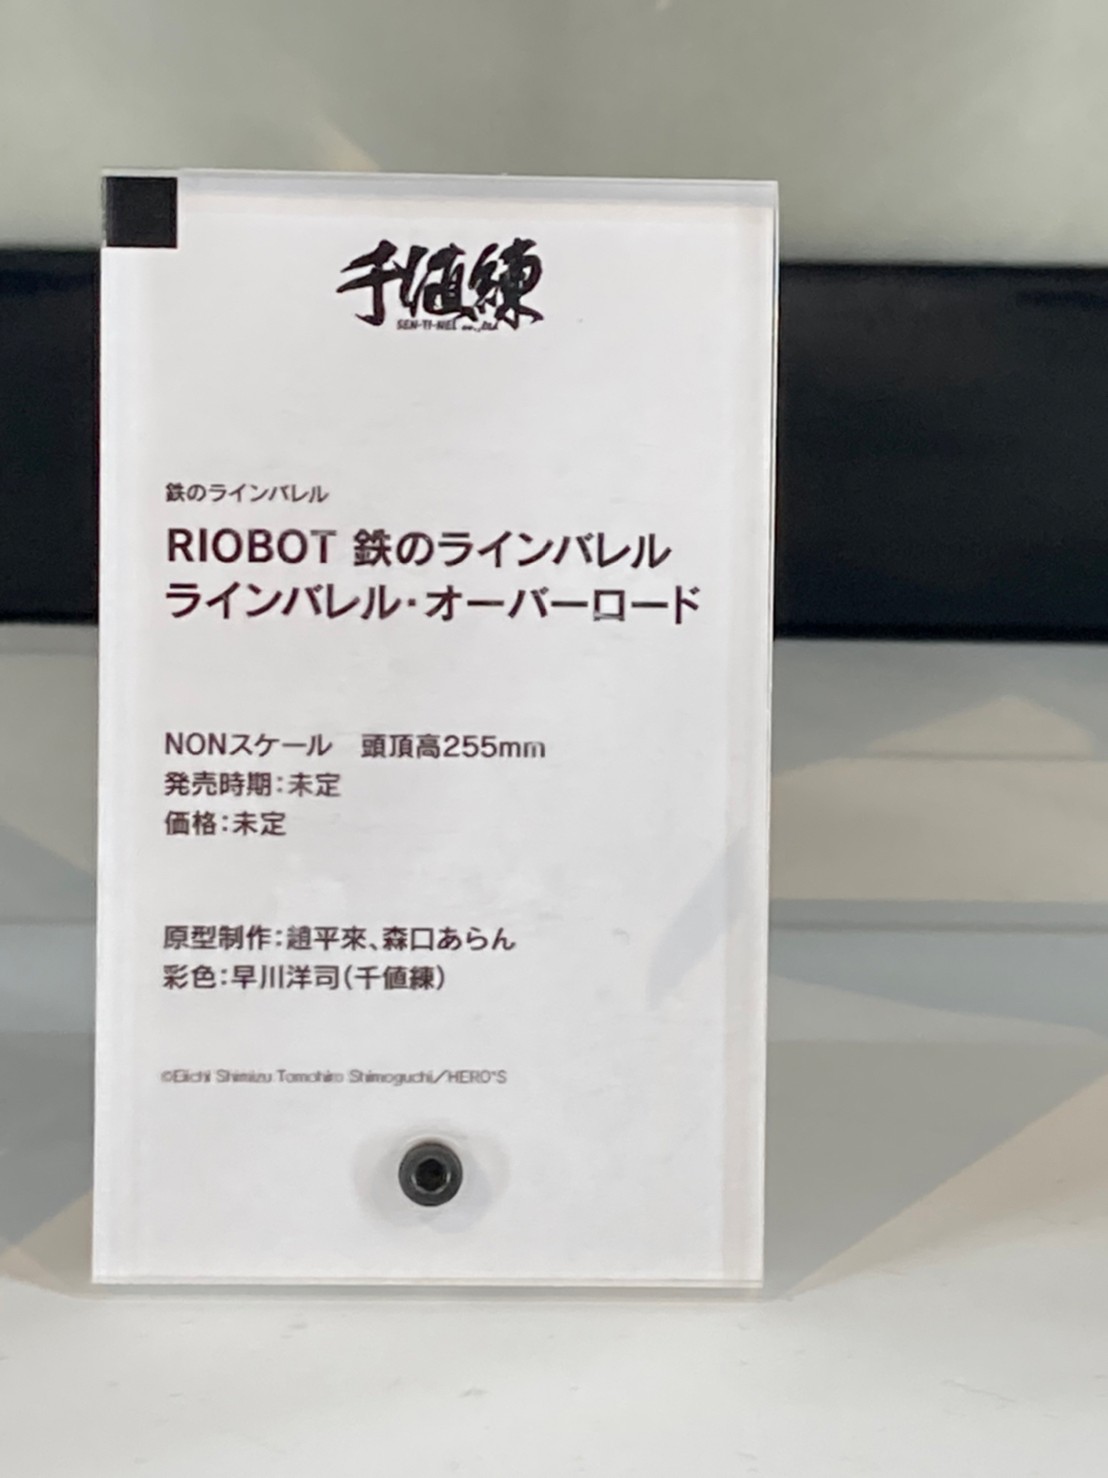 千値練
SEN-TI-NEL co.,Ltd.
鉄のラインバレル
RIOBOT 鉄のラインバレル
ラインバレル・オーバーロード
NONスケール　頭頂高255mm
発売時期：未定
価格：未定
原型制作：趙平來、森口あらん
彩色：早川洋司（千値練）
©Eiichi Shimizu Tomohiro Shimoguchi／HERO'S